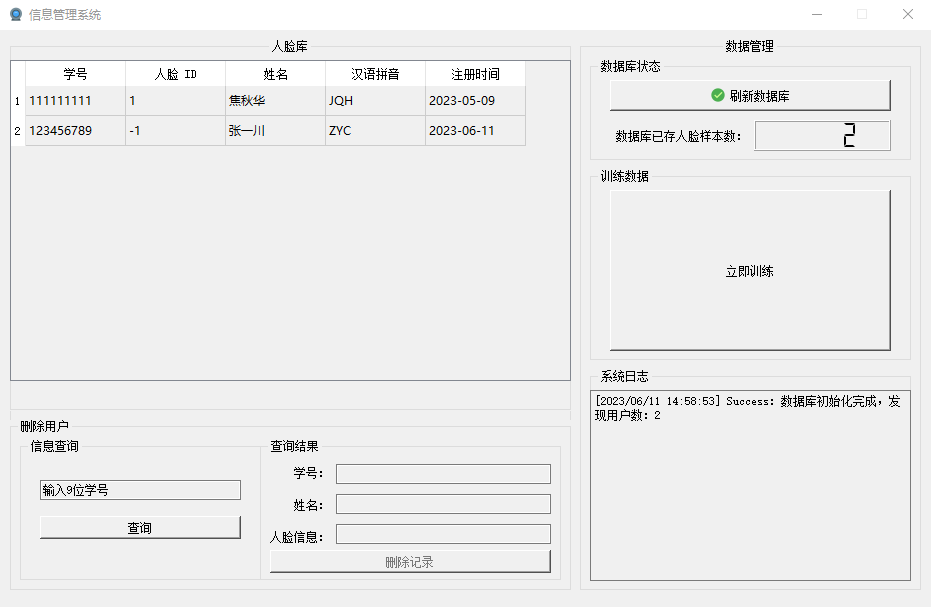 信息管理系统
人脸库
学号 人脸 ID 姓名 汉语拼音 注册时间
1 111111111 1 焦秋华 JQH 2023-05-09
2 123456789 -1 张一川 ZYC 2023-06-11
删除用户
信息查询
输入9位学号
查询
查询结果
学号:
姓名:
人脸信息:
删除记录
数据管理
数据库状态
刷新数据库
数据库已存人脸样本数: 2
训练数据
立即训练
系统日志
[2023/06/11 14:58:53] Success: 数据库初始化完成，发
现用户数: 2